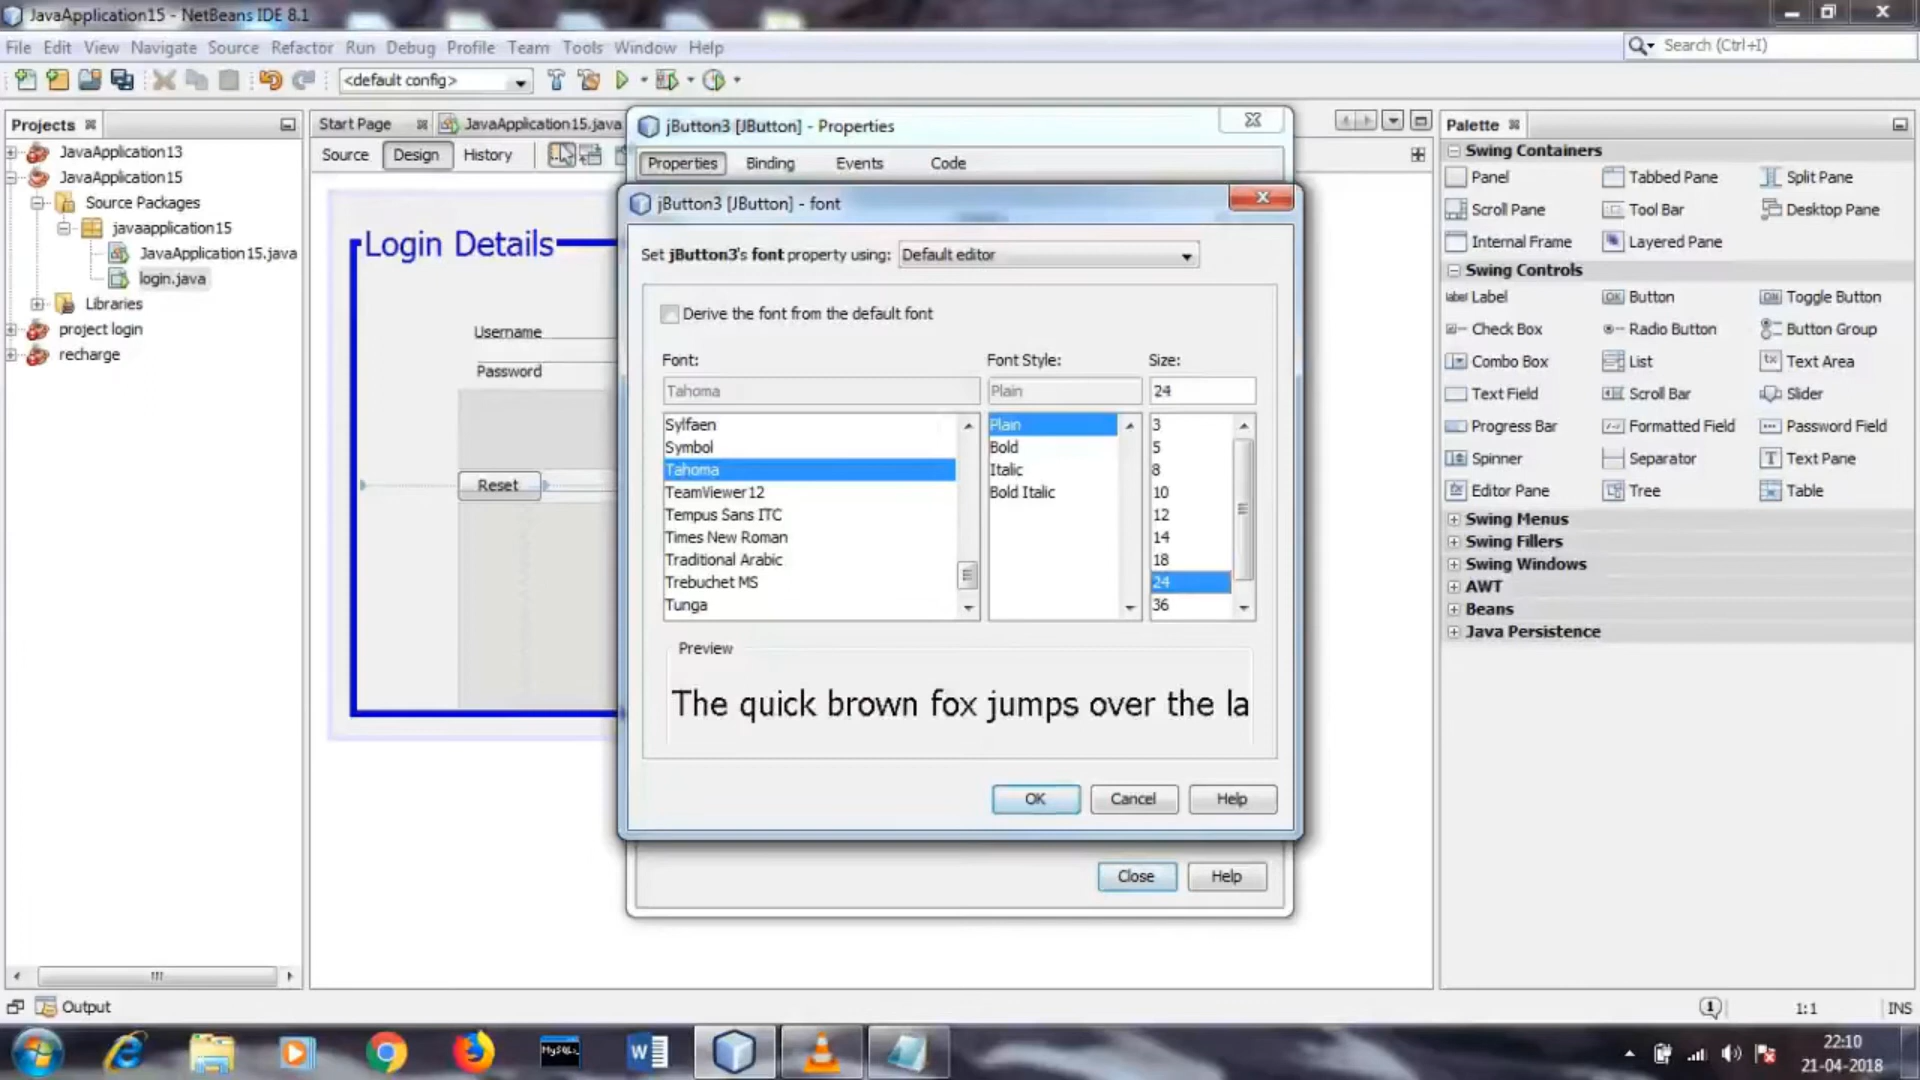 JavaApplication15 - NetBeans IDE 8.1
File Edit View Navigate Source Refactor Run Debug Profile Team Tools Window Help
Search (Ctrl+I)
<default config>
Projects
JavaApplication13
JavaApplication15
Source Packages
javaapplication15
JavaApplication15.java
login.java
Libraries
project login
recharge
Start Page
JavaApplication15.java
Source Design History
Login Details
Username
Password
Reset
jButton3 [JButton] - Properties
Properties Binding Events Code
jButton3 [JButton] - font
Set jButton3's font property using: Default editor
Derive the font from the default font
Font: Font Style: Size:
Tahoma Plain 24
Sylfaen Plain 3
Symbol Bold 5
Tahoma Italic 8
TeamViewer12 Bold Italic 10
Tempus Sans ITC 12
Times New Roman 14
Traditional Arabic 18
Trebuchet MS 24
Tunga 36
Preview
The quick brown fox jumps over the la
OK Cancel Help
Close Help
Palette
Swing Containers
Panel Tabbed Pane Split Pane
Scroll Pane Tool Bar Desktop Pane
Internal Frame Layered Pane
Swing Controls
label Label OK Button ON Toggle Button
Check Box Radio Button Button Group
Combo Box List Text Area
Text Field Scroll Bar Slider
Progress Bar Formatted Field Password Field
Spinner Separator Text Pane
Editor Pane Tree Table
Swing Menus
Swing Fillers
Swing Windows
AWT
Beans
Java Persistence
Output
1:1 INS
MySQL
22:10
21-04-2018